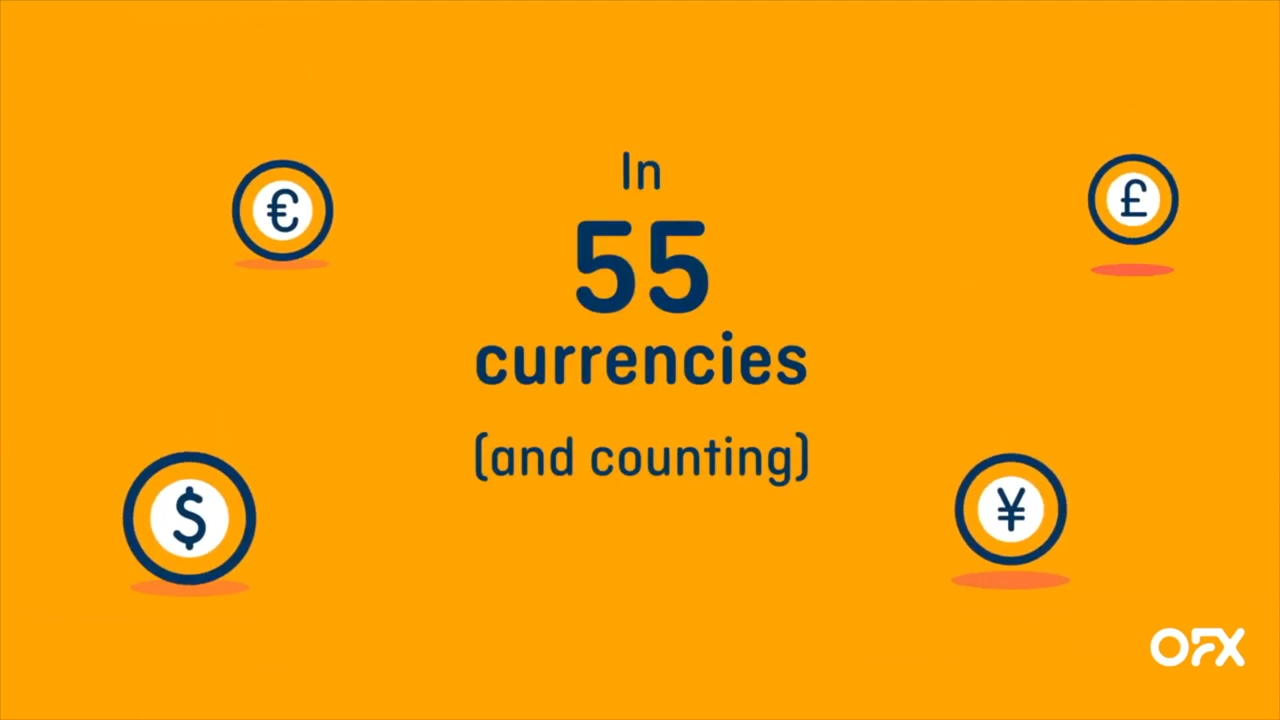 In
€
£
55
currencies
(and counting)
$
¥
OFX